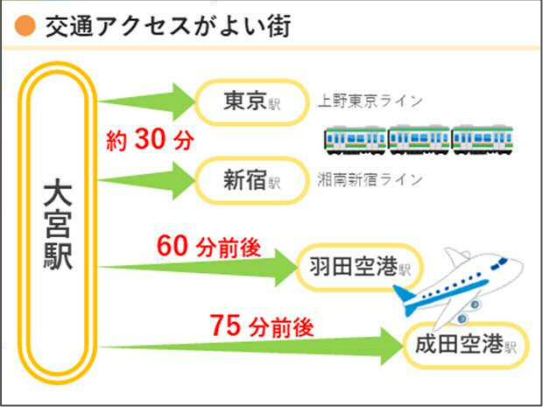 交通アクセスがよい街
大宮駅
東京駅
上野東京ライン
約30分
新宿駅
湘南新宿ライン
60分前後
羽田空港駅
75分前後
成田空港駅